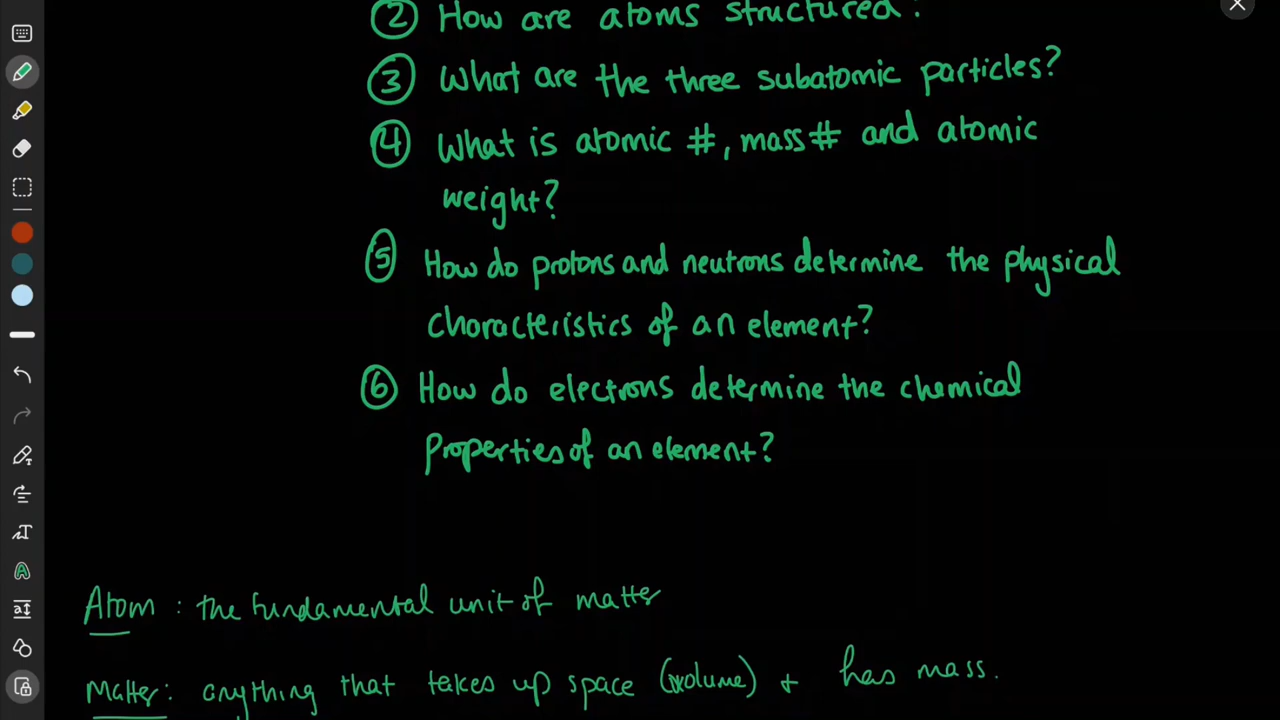 ② How are atoms structured?
③ What are the three subatomic particles?
④ What is atomic #, mass# and atomic
weight?
⑤ How do protons and neutrons determine the physical
characteristics of an element?
⑥ How do electrons determine the chemical
properties of an element?
Atom : the fundamental unit of matter
Matter: anything that takes up space (volume) + has mass.